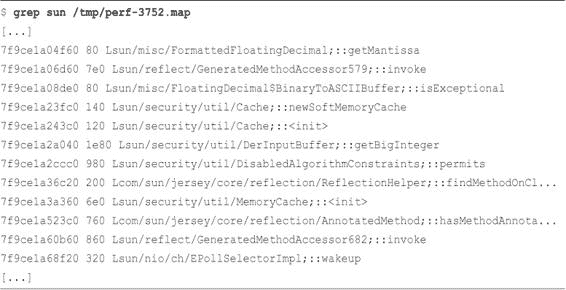 $ grep sun /tmp/perf-3752.map
[...]
7f9ce1a04f60 80 Lsun/misc/FormattedFloatingDecimal;::getMantissa
7f9ce1a06d60 7e0 Lsun/reflect/GeneratedMethodAccessor579;::invoke
7f9ce1a08de0 80 Lsun/misc/FloatingDecimal$BinaryToASCIIBuffer;::isExceptional
7f9ce1a23fc0 140 Lsun/security/util/Cache;::newSoftMemoryCache
7f9ce1a243c0 120 Lsun/security/util/Cache;::<init>
7f9ce1a2a040 1e80 Lsun/security/util/DerInputBuffer;::getBigInteger
7f9ce1a2ccc0 980 Lsun/security/util/DisabledAlgorithmConstraints;::permits
7f9ce1a36c20 200 Lcom/sun/jersey/core/reflection/ReflectionHelper;::findMethodOnCl...
7f9ce1a3a360 6e0 Lsun/security/util/MemoryCache;::<init>
7f9ce1a523c0 760 Lcom/sun/jersey/core/reflection/AnnotatedMethod;::hasMethodAnnota...
7f9ce1a60b60 860 Lsun/reflect/GeneratedMethodAccessor682;::invoke
7f9ce1a68f20 320 Lsun/nio/ch/EPollSelectorImpl;::wakeup
[...]